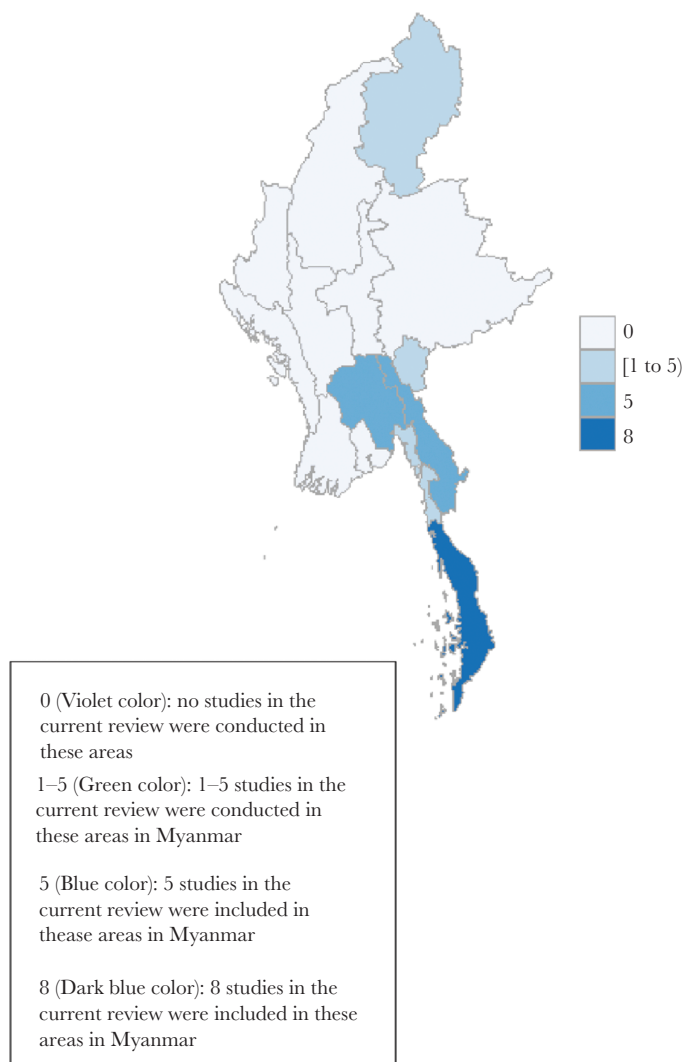 0
[1 to 5)
5
8
0 (Violet color): no studies in the
current review were conducted in
these areas
1–5 (Green color): 1–5 studies in the
current review were conducted in
these areas in Myanmar
5 (Blue color): 5 studies in the
current review were included in
thease areas in Myanmar
8 (Dark blue color): 8 studies in the
current review were included in these
areas in Myanmar